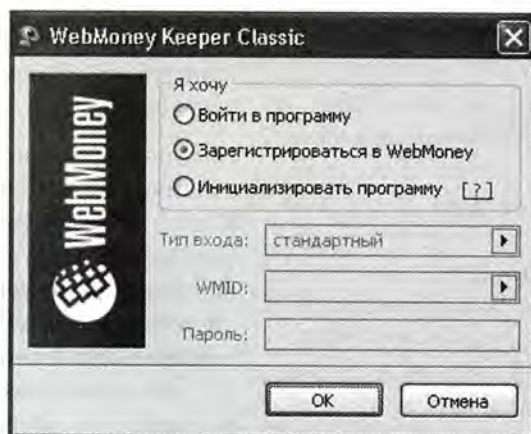 WebMoney Keeper Classic
WebMoney
Я хочу
Войти в программу
Зарегистрироваться в WebMoney
Инициализировать программу [?]
Тип входа: стандартный
WMID:
Пароль:
OK Отмена